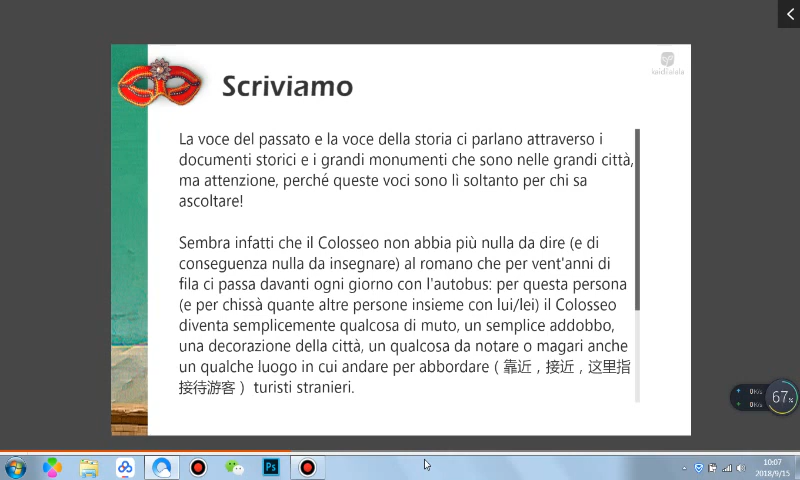 Scriviamo
kaidialala
La voce del passato e la voce della storia ci parlano attraverso i
documenti storici e i grandi monumenti che sono nelle grandi città,
ma attenzione, perché queste voci sono lì soltanto per chi sa
ascoltare!
Sembra infatti che il Colosseo non abbia più nulla da dire (e di
conseguenza nulla da insegnare) al romano che per vent'anni di
fila ci passa davanti ogni giorno con l'autobus: per questa persona
(e per chissà quante altre persone insieme con lui/lei) il Colosseo
diventa semplicemente qualcosa di muto, un semplice addobbo,
una decorazione della città, un qualcosa da notare o magari anche
un qualche luogo in cui andare per abbordare（靠近，接近，这里指
接待游客） turisti stranieri.
0K/s
67%
0K/s
Ps
10:07
2018/9/15